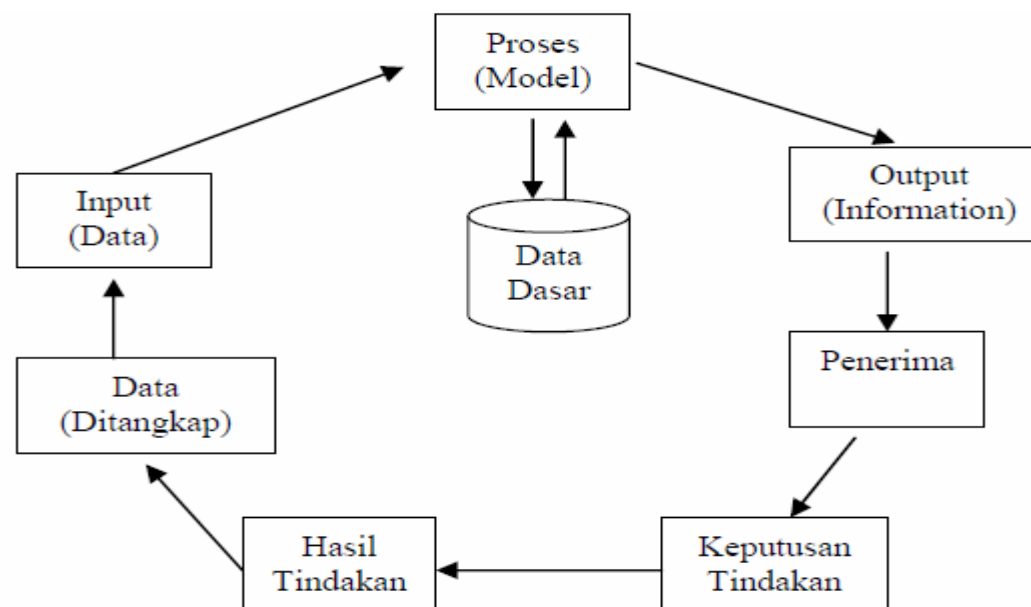 Proses
(Model)
Input
(Data)
Output
(Information)
Data
Dasar
Penerima
Data
(Ditangkap)
Hasil
Tindakan
Keputusan
Tindakan